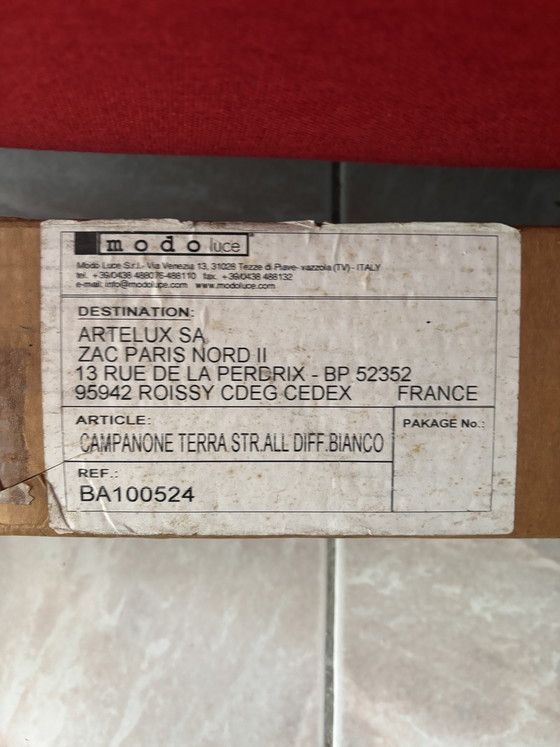 modo luce
Modo Luce S.r.l.- Via Venezia 13, 31028 Tezze di Piave- vazzola (TV) - ITALY
tel. +39/0438 488076-488110 fax. +39/0438 488132
e-mail: info@modoluce.com www.modoluce.com
DESTINATION:
ARTELUX SA
ZAC PARIS NORD II
13 RUE DE LA PERDRIX - BP 52352
95942 ROISSY CDEG CEDEX FRANCE
ARTICLE:
CAMPANONE TERRA STR.ALL DIFF.BIANCO
PAKAGE No.:
REF.:
BA100524